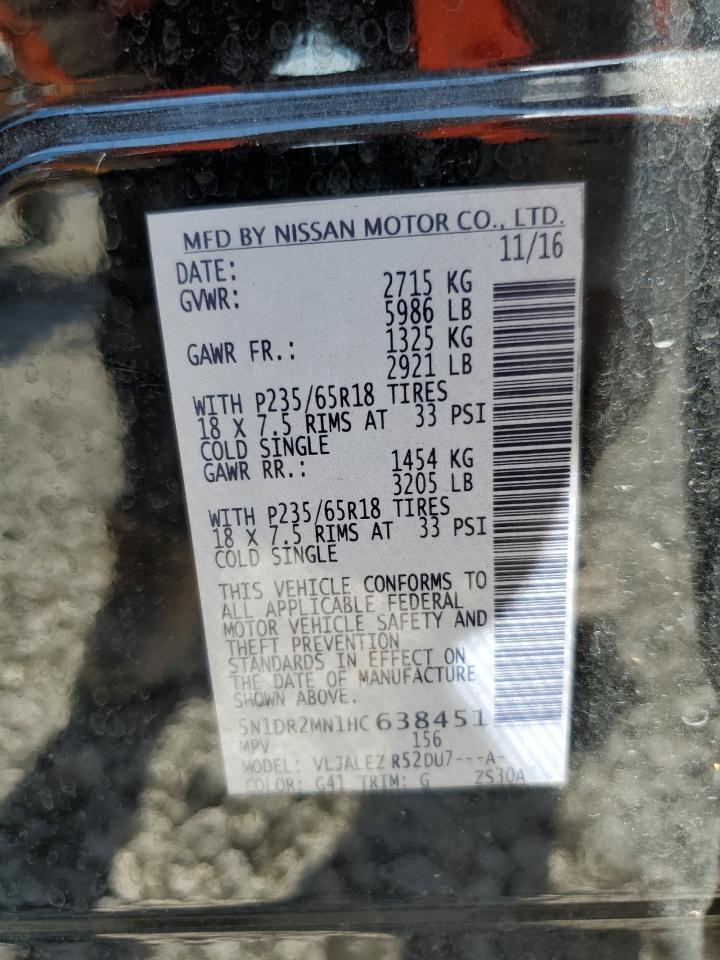 MFD BY NISSAN MOTOR CO., LTD.
DATE: 11/16
GVWR: 2715 KG
5986 LB
GAWR FR.: 1325 KG
2921 LB
WITH P235/65R18 TIRES
18 X 7.5 RIMS AT 33 PSI
COLD SINGLE
GAWR RR.: 1454 KG
3205 LB
WITH P235/65R18 TIRES
18 X 7.5 RIMS AT 33 PSI
COLD SINGLE
THIS VEHICLE CONFORMS TO
ALL APPLICABLE FEDERAL
MOTOR VEHICLE SAFETY AND
THEFT PREVENTION
STANDARDS IN EFFECT ON
THE DATE OF MANUFACTURE
SHOWN ABOVE.
5N1DR2MN1HC638451
MPV 156
MODEL: VLJALEZ R52DU7---A-
COLOR: G41 TRIM: G ZS30A